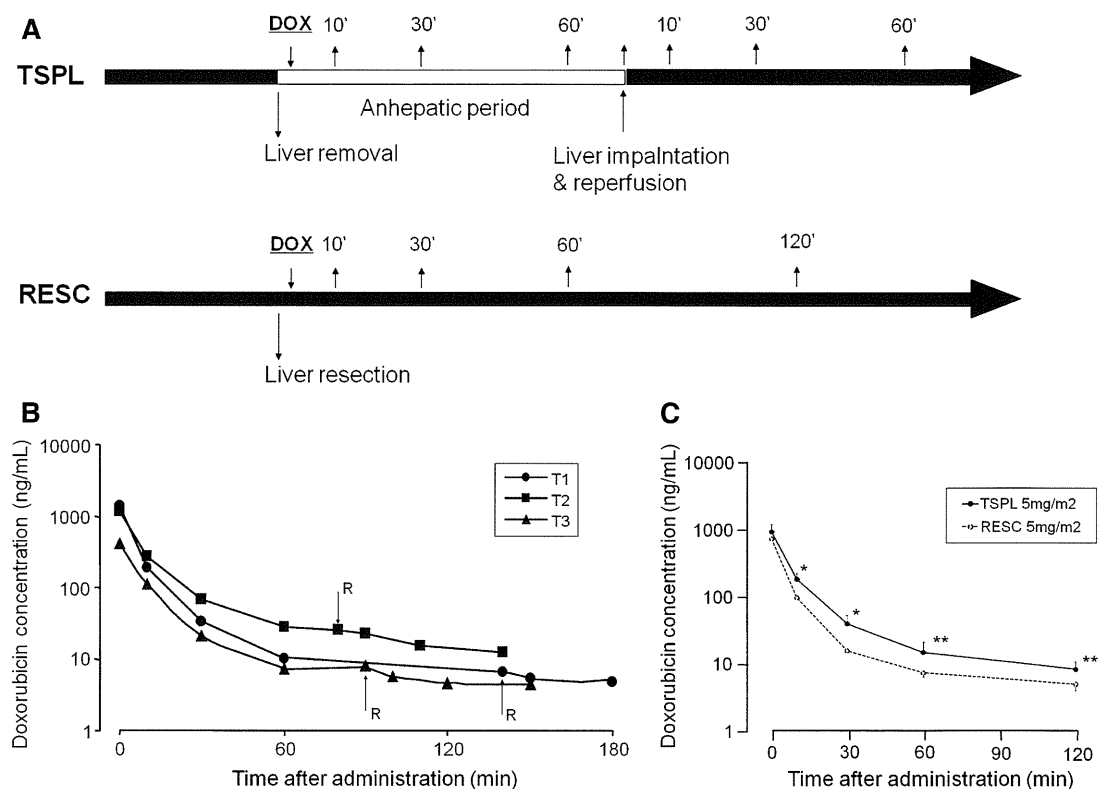 A
DOX 10' 30' 60' 10' 30' 60'
TSPL
Anhepatic period
Liver removal
Liver impalntation
& reperfusion
DOX 10' 30' 60' 120'
RESC
Liver resection
B
Doxorubicin concentration (ng/mL)
10000
1000
100
10
1
T1
T2
T3
R
R
R
0 60 120 180
Time after administration (min)
C
Doxorubicin concentration (ng/mL)
10000
1000
100
10
1
TSPL 5mg/m2
RESC 5mg/m2
*
*
**
**
0 30 60 90 120
Time after administration (min)